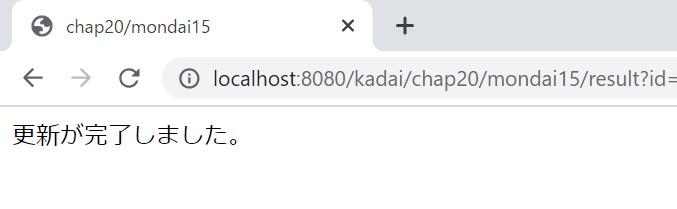 chap20/mondai15
localhost:8080/kadai/chap20/mondai15/result?id=
更新が完了しました。